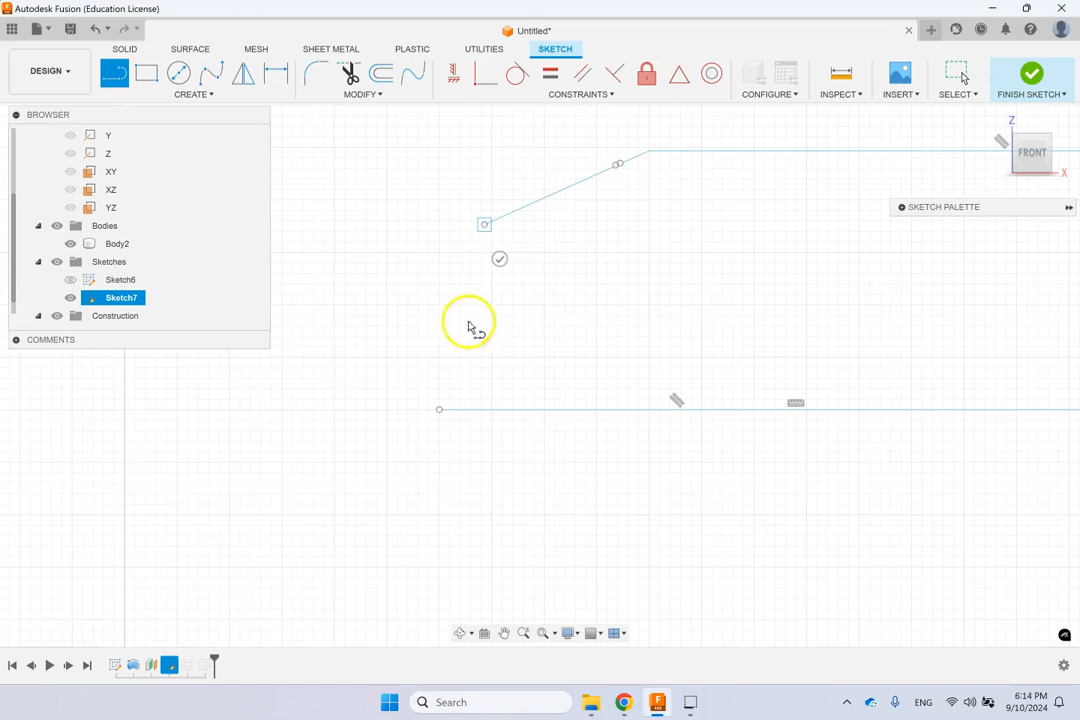 Autodesk Fusion (Education License)
Untitled*
SOLID SURFACE MESH SHEET METAL PLASTIC UTILITIES SKETCH
DESIGN
CREATE MODIFY CONSTRAINTS CONFIGURE INSPECT INSERT SELECT FINISH SKETCH
BROWSER
Y
Z
XY
XZ
YZ
Bodies
Body2
Sketches
Sketch6
Sketch7
Construction
COMMENTS
Z
FRONT
X
SKETCH PALETTE
Search
ENG
6:14 PM
9/10/2024